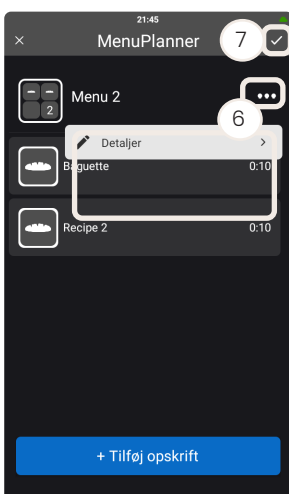 21:45
× MenuPlanner 7
2 Menu 2 •••
6
Detaljer >
Baguette 0:10
Recipe 2 0:10
+ Tilføj opskrift